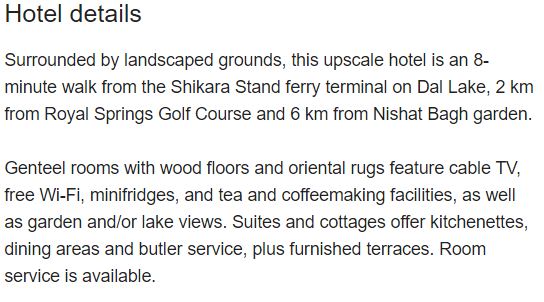 Hotel details
Surrounded by landscaped grounds, this upscale hotel is an 8-
minute walk from the Shikara Stand ferry terminal on Dal Lake, 2 km
from Royal Springs Golf Course and 6 km from Nishat Bagh garden.
Genteel rooms with wood floors and oriental rugs feature cable TV,
free Wi-Fi, minifridges, and tea and coffeemaking facilities, as well
as garden and/or lake views. Suites and cottages offer kitchenettes,
dining areas and butler service, plus furnished terraces. Room
service is available.